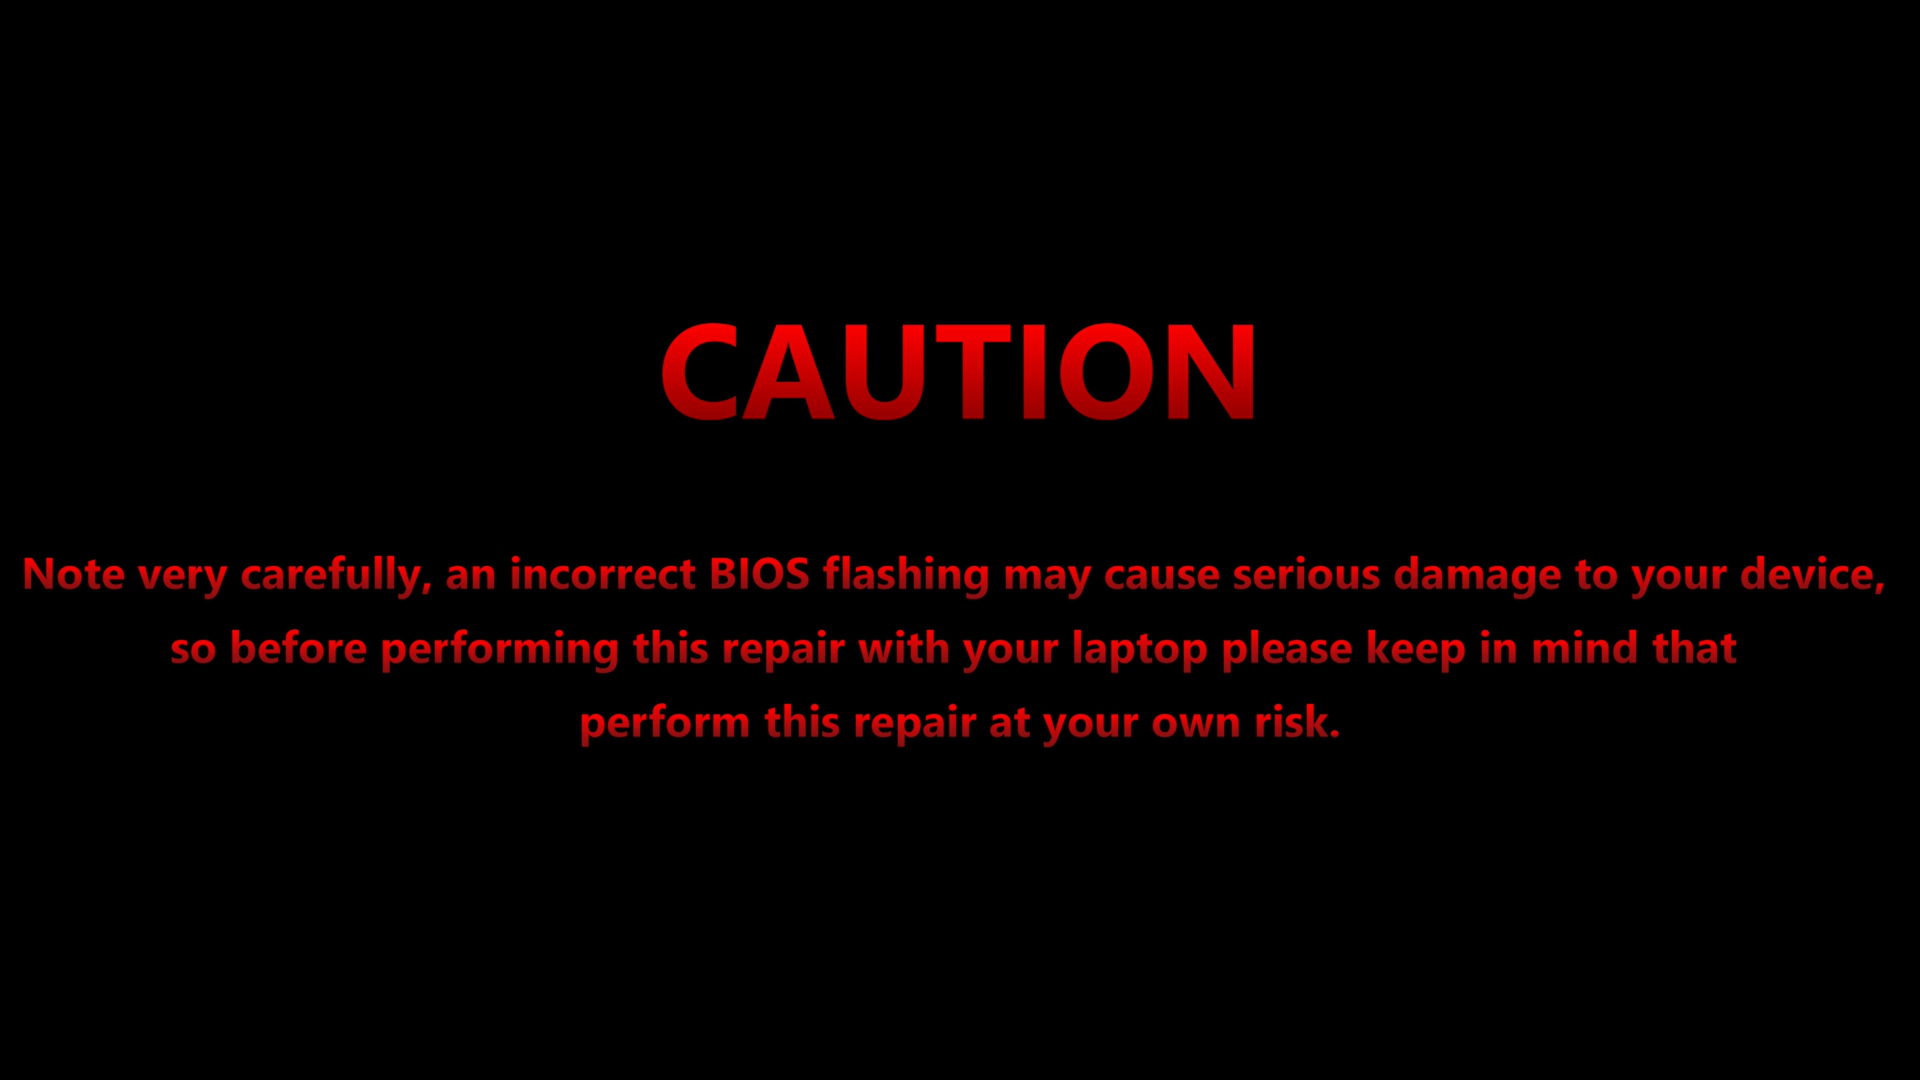 CAUTION
Note very carefully, an incorrect BIOS flashing may cause serious damage to your device,
so before performing this repair with your laptop please keep in mind that
perform this repair at your own risk.